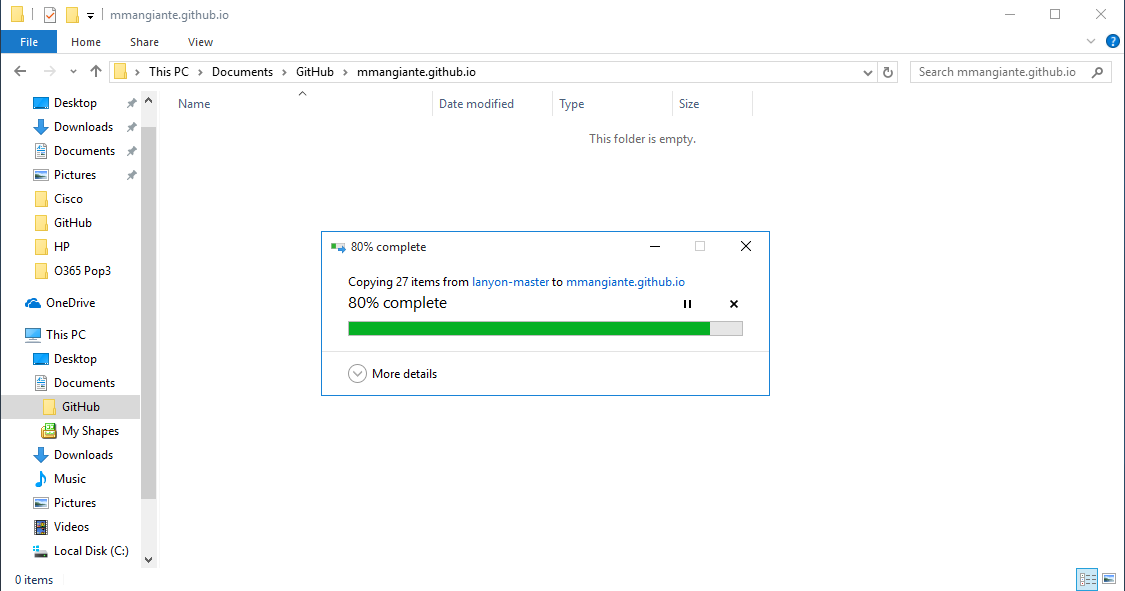 mmangiante.github.io
File Home Share View
This PC Documents GitHub mmangiante.github.io
Search mmangiante.github.io
Name Date modified Type Size
This folder is empty.
Desktop
Downloads
Documents
Pictures
Cisco
GitHub
HP
O365 Pop3
OneDrive
This PC
Desktop
Documents
GitHub
My Shapes
Downloads
Music
Pictures
Videos
Local Disk (C:)
80% complete
Copying 27 items from lanyon-master to mmangiante.github.io
80% complete
More details
0 items